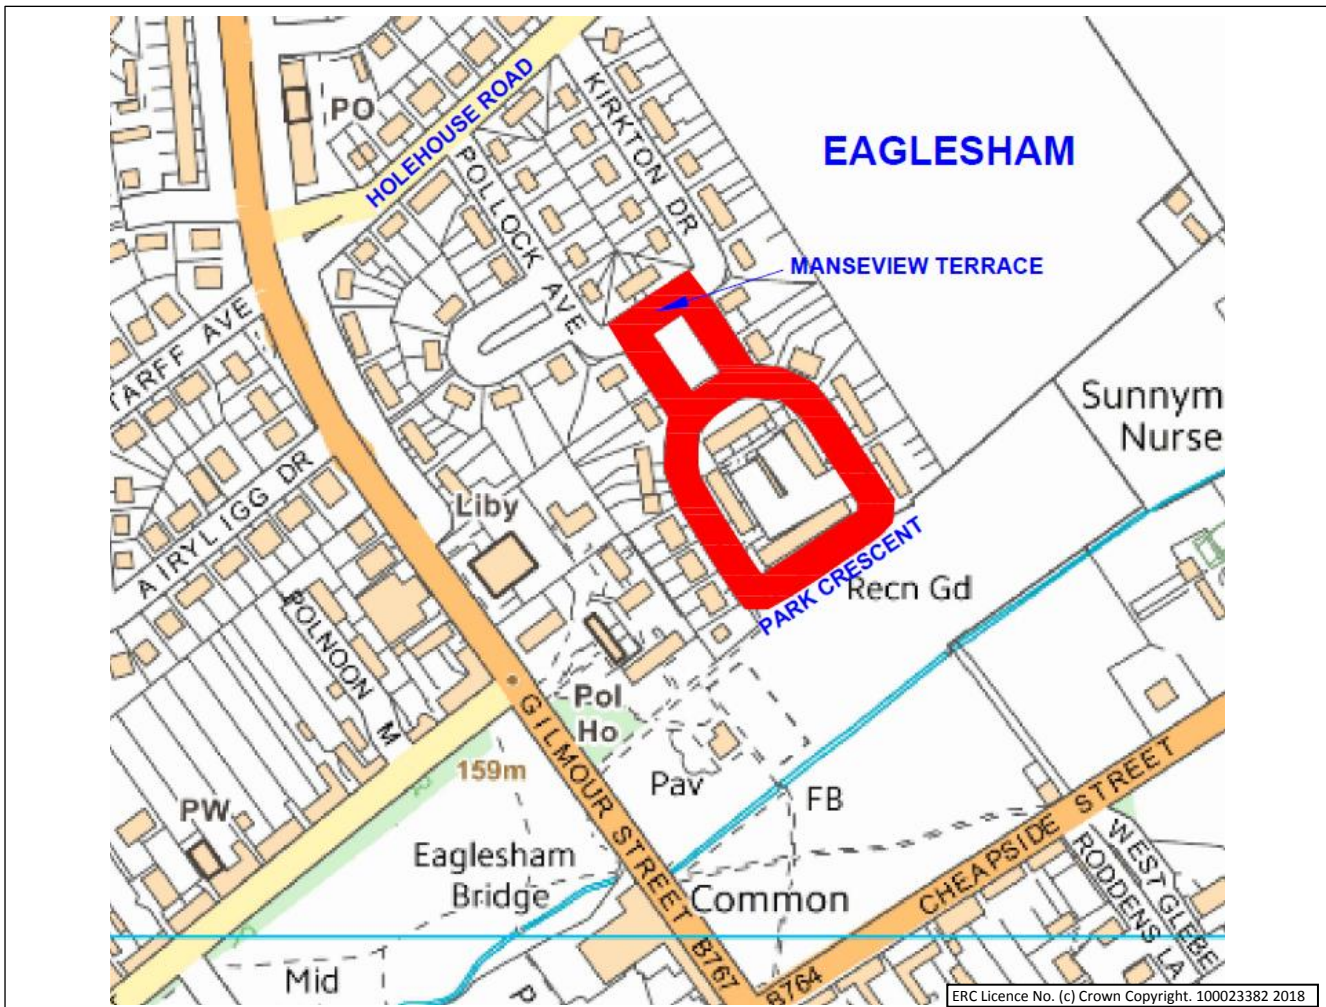 PO
HOLEHOUSE ROAD
KIRKTON DR
EAGLESHAM
POLLOCK AVE
MANSEVIEW TERRACE
TARFF AVE
Sunnym
Nurse
AIRYLIGG DR
Liby
PARK CRESCENT
Recn Gd
POLNOON M
Pol
Ho
GILMOUR STREET B767
159m
Pav
FB
PW
CHEAPSIDE STREET
WEST GLEBE
RODDENS LA
Eaglesham
Bridge
Common
Mid
P
B764
ERC Licence No. (c) Crown Copyright. 100023382 2018